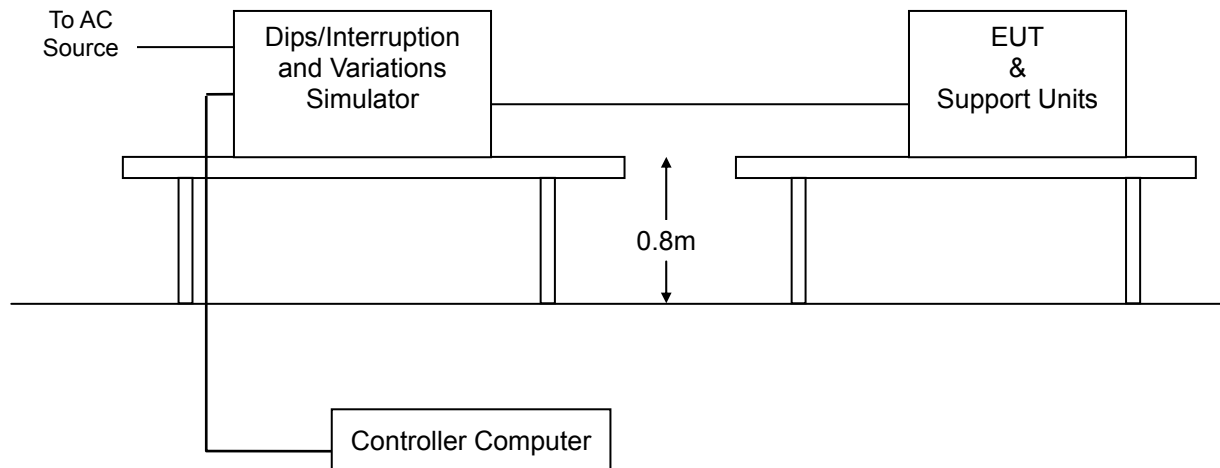 To AC
Source
Dips/Interruption
and Variations
Simulator
EUT
&
Support Units
0.8m
Controller Computer